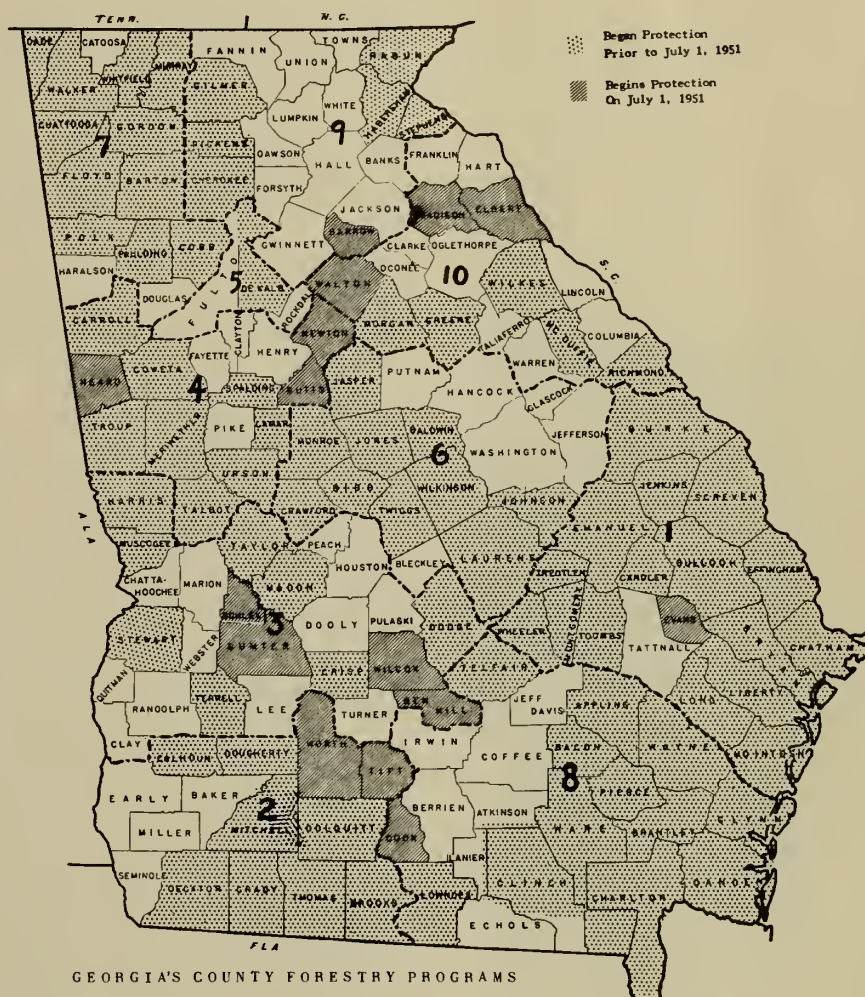 TENN. N. C.
Began Protection
Prior to July 1, 1951
Begins Protection
On July 1, 1951
DADE
CATOOSA
WHITFIELD
MURRAY
FANNIN
UNION
TOWNS
RABUN
WALKER
GILMER
LUMPKIN
WHITE
HABERSHAM
STEPHENS
CHATTOOGA
GORDON
7
PICKENS
DAWSON
9
HALL
BANKS
FRANKLIN
HART
FLOYD
BARTOW
CHEROKEE
FORSYTH
JACKSON
MADISON
ELBERT
POLK
PAULDING
COBB
GWINNETT
BARROW
CLARKE
OGLETHORPE
S. C.
HARALSON
DOUGLAS
FULTON
5
DE KALB
ROCKDALE
WALTON
OCONEE
10
WILKES
LINCOLN
CARROLL
CLAYTON
HENRY
NEWTON
MORGAN
GREENE
TALIAFERRO
MC DUFFIE
COLUMBIA
RICHMOND
HEARD
COWETA
FAYETTE
4
SPALDING
BUTTS
JASPER
PUTNAM
HANCOCK
WARREN
GLASCOCK
TROUP
MERIWETHER
PIKE
LAMAR
MONROE
JONES
BALDWIN
6
WASHINGTON
JEFFERSON
BURKE
HARRIS
TALBOT
UPSON
CRAWFORD
BIBB
TWIGGS
WILKINSON
JOHNSON
JENKINS
SCREVEN
ALA
MUSCOGEE
TAYLOR
PEACH
HOUSTON
BLECKLEY
LAURENS
EMANUEL
1
CHATTA-
HOOCHEE
MARION
MACON
TREUTLEN
CANDLER
BULLOCH
EFFINGHAM
STEWART
WEBSTER
SCHLEY
3
SUMTER
DOOLY
PULASKI
DODGE
WHEELER
MONTGOMERY
TOOMBS
TATTNALL
EVANS
BRYAN
CHATHAM
QUITMAN
RANDOLPH
TERRELL
LEE
CRISP
WILCOX
TELFAIR
JEFF
DAVIS
APPLING
LONG
LIBERTY
CLAY
CALHOUN
DOUGHERTY
WORTH
TURNER
BEN HILL
IRWIN
COFFEE
BACON
WAYNE
MCINTOSH
EARLY
BAKER
2
MITCHELL
TIFT
BERRIEN
ATKINSON
8
PIERCE
WARE
BRANTLEY
GLYNN
MILLER
COLQUITT
COOK
LANIER
SEMINOLE
DECATUR
GRADY
THOMAS
BROOKS
LOWNDES
CLINCH
ECHOLS
CHARLTON
CAMDEN
FLA
GEORGIA'S COUNTY FORESTRY PROGRAMS